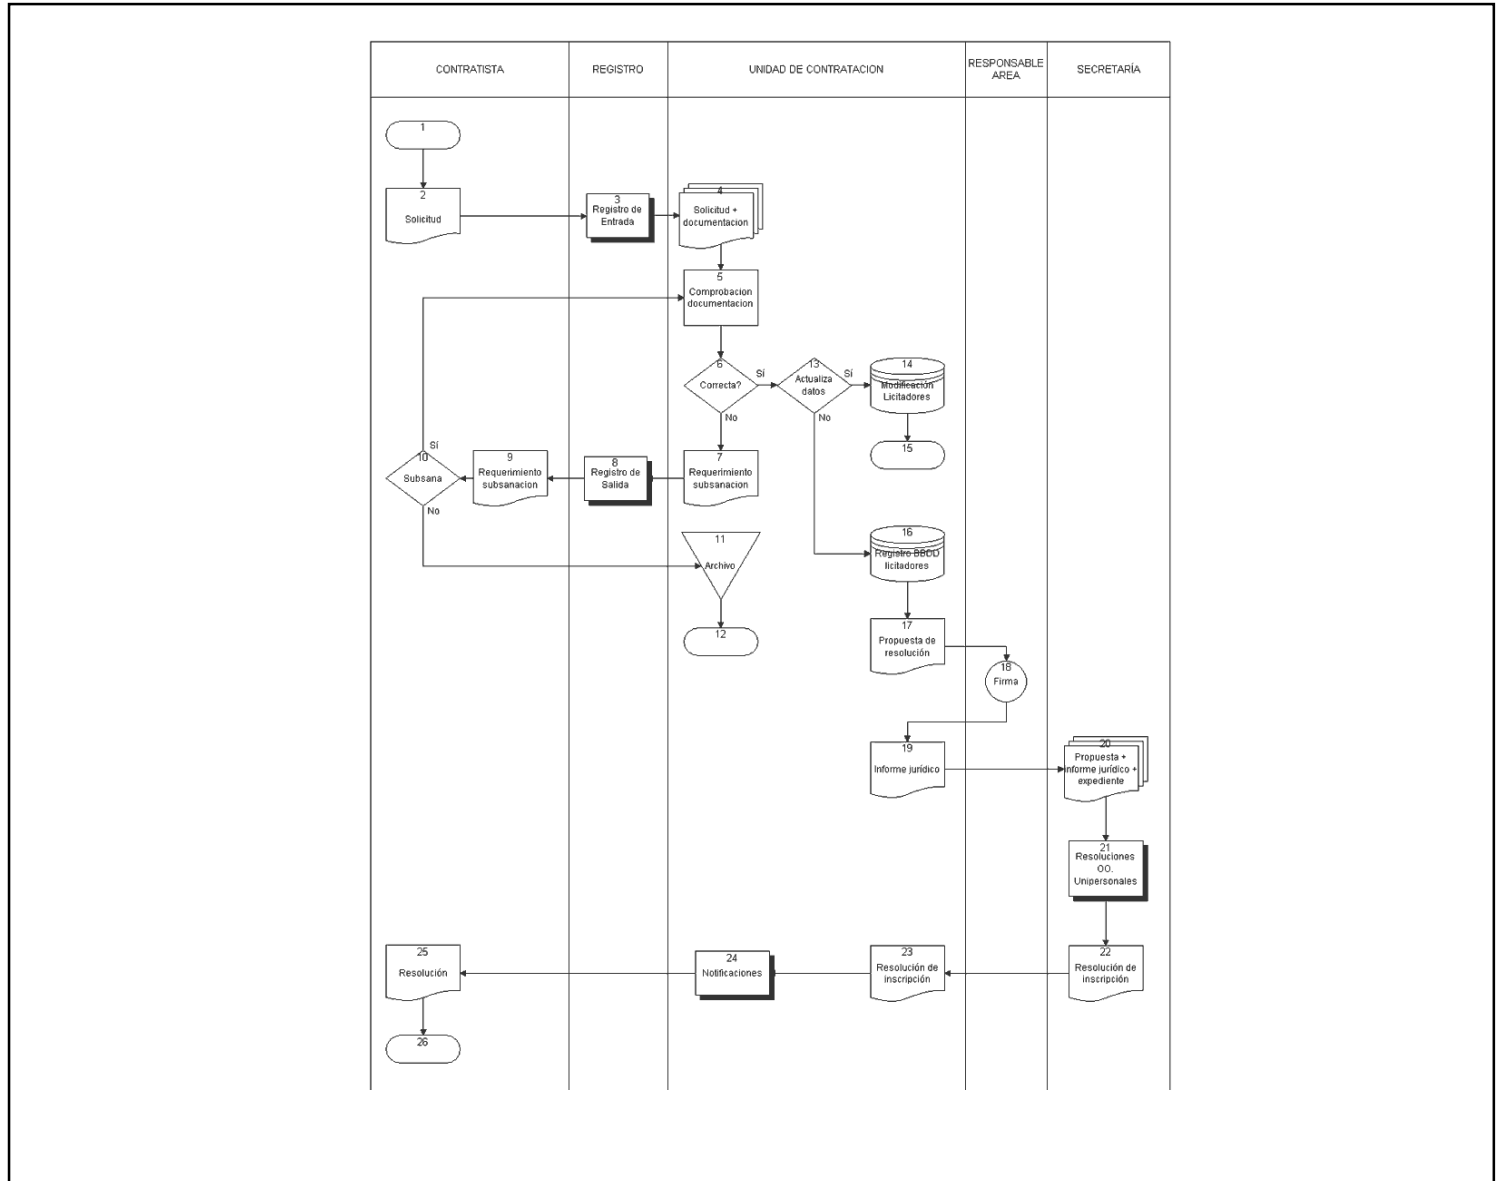 CONTRATISTA
REGISTRO
UNIDAD DE CONTRATACION
RESPONSABLE
AREA
SECRETARÍA
1
2
Solicitud
3
Registro de
Entrada
4
Solicitud +
documentacion
5
Comprobacion
documentacion
6
Correcta?
Sí
No
13
Actualiza
datos
Sí
No
14
Modificación
Licitadores
15
7
Requerimiento
subsanacion
8
Registro de
Salida
9
Requerimiento
subsanacion
10
Subsana
Sí
No
11
Archivo
12
16
Registro BBDD
licitadores
17
Propuesta de
resolución
18
Firma
19
Informe jurídico
20
Propuesta +
informe jurídico +
expediente
21
Resoluciones
OO.
Unipersonales
22
Resolución de
inscripción
23
Resolución de
inscripción
24
Notificaciones
25
Resolución
26